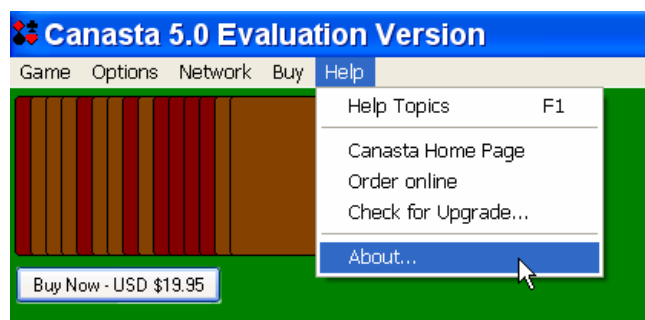 Canasta 5.0 Evaluation Version
Game Options Network Buy Help
Help Topics F1
Canasta Home Page
Order online
Check for Upgrade...
About...
Buy Now - USD $19.95